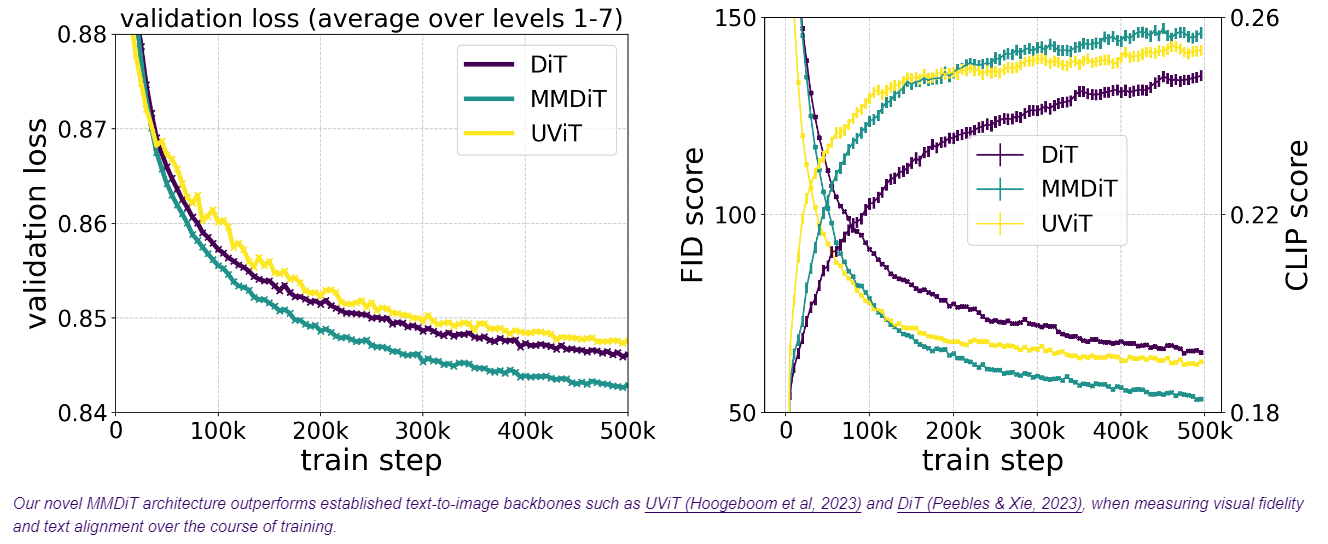 validation loss (average over levels 1-7)
validation loss
0.88
0.87
0.86
0.85
0.84
DiT
MMDiT
UViT
0
100k
200k
300k
400k
500k
train step
FID score
150
100
50
DiT
MMDiT
UViT
0.26
0.22
0.18
CLIP score
0
100k
200k
300k
400k
500k
train step
Our novel MMDiT architecture outperforms established text-to-image backbones such as UViT (Hoogeboom et al, 2023) and DiT (Peebles & Xie, 2023), when measuring visual fidelity
and text alignment over the course of training.